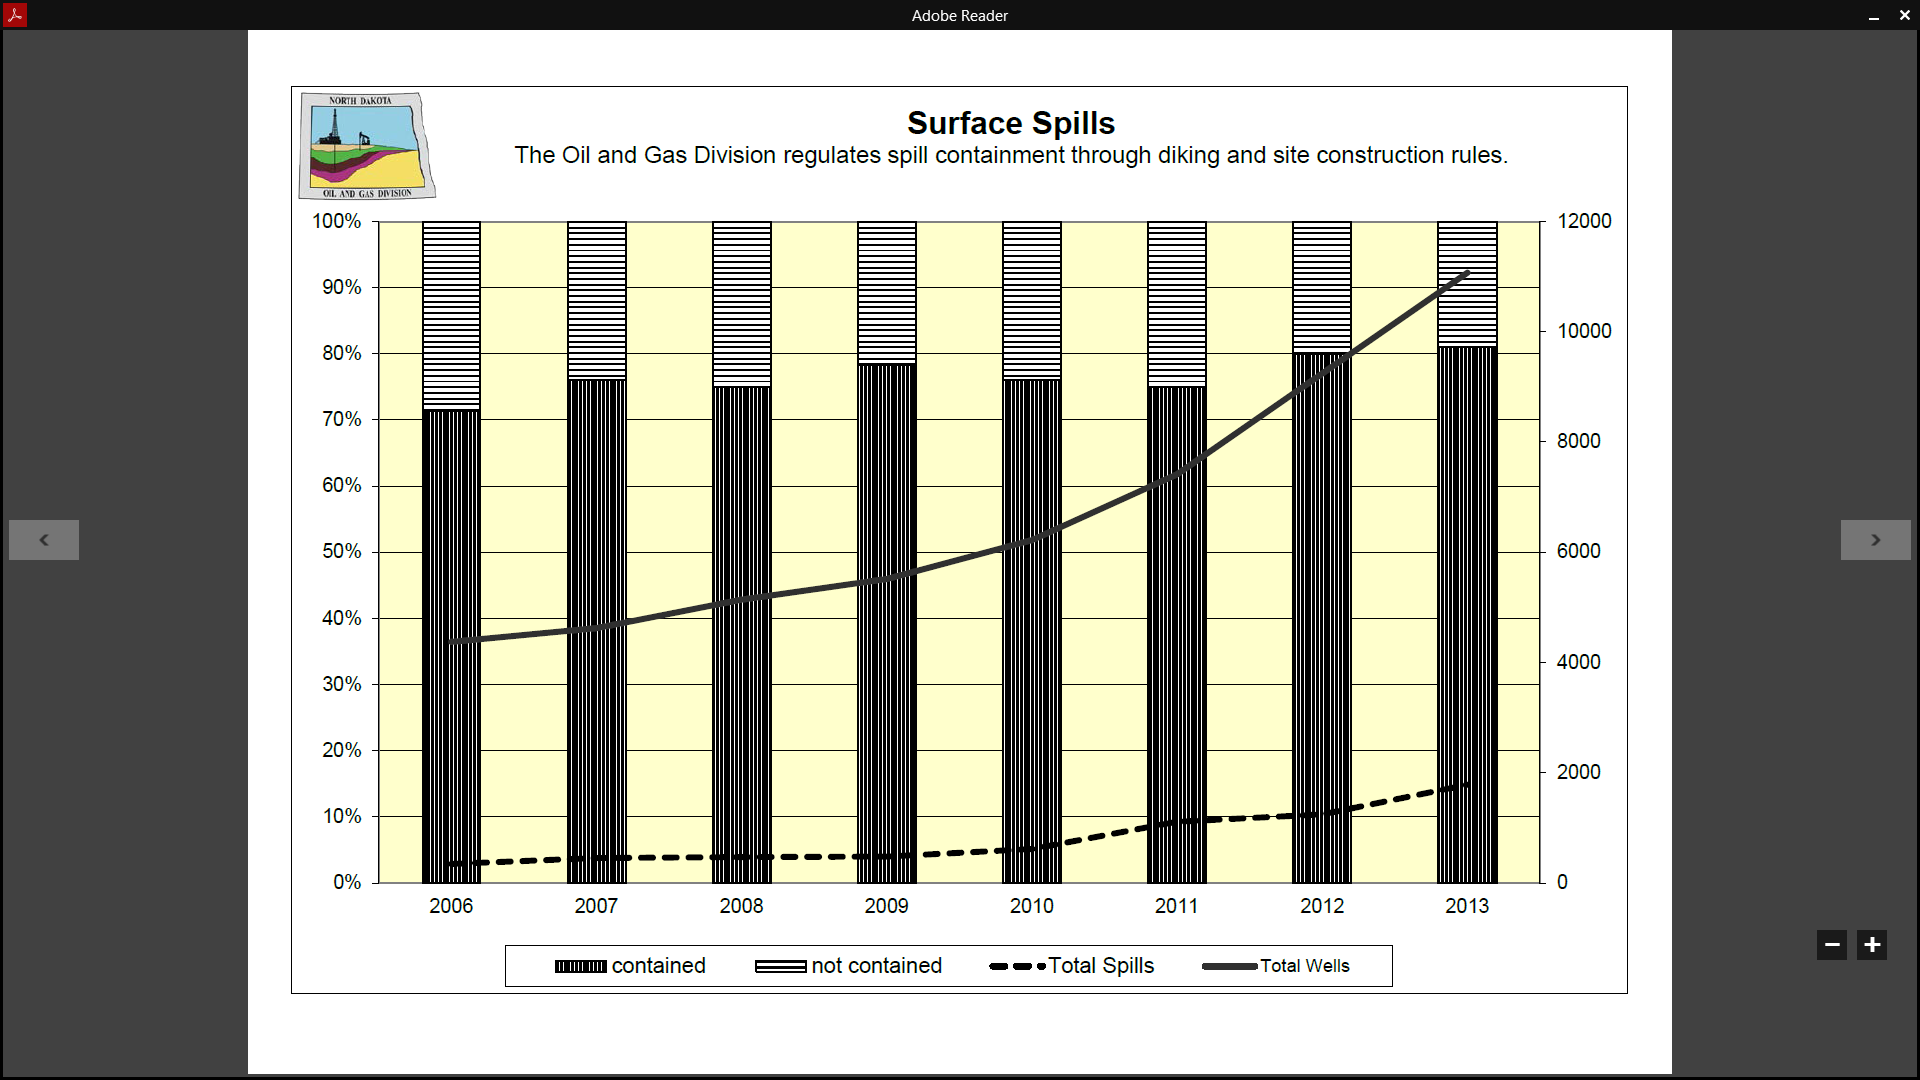 Adobe Reader
NORTH DAKOTA
OIL AND GAS DIVISION
Surface Spills
The Oil and Gas Division regulates spill containment through diking and site construction rules.
100%
90%
80%
70%
60%
50%
40%
30%
20%
10%
0%
12000
10000
8000
6000
4000
2000
0
2006 2007 2008 2009 2010 2011 2012 2013
contained not contained Total Spills Total Wells